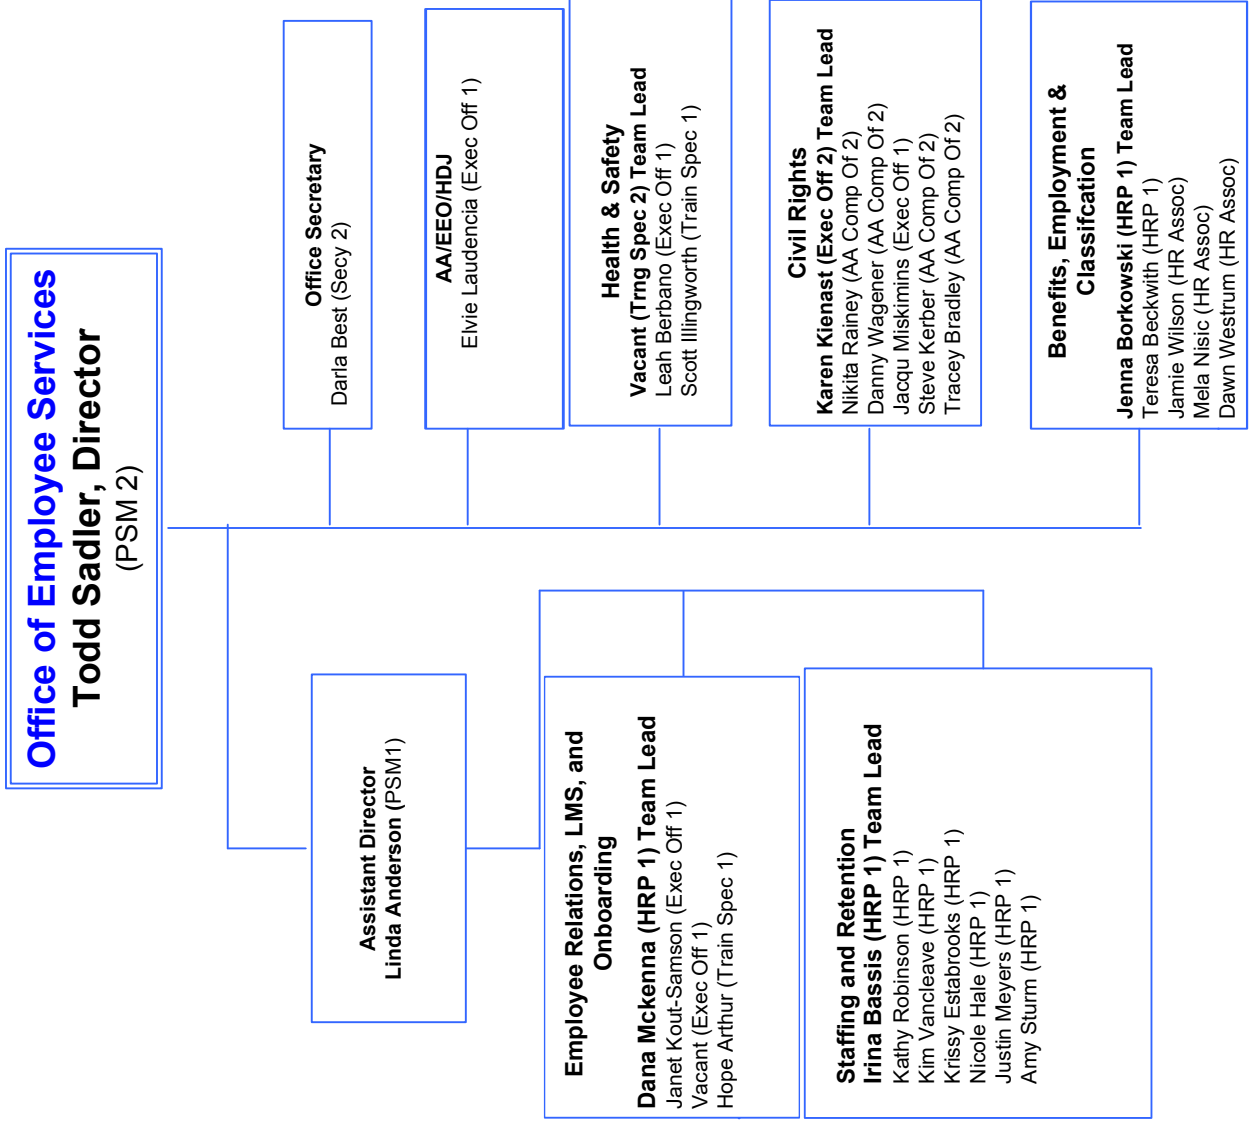 Office of Employee Services
Todd Sadler, Director
(PSM 2)
Assistant Director
Linda Anderson (PSM1)
Employee Relations, LMS, and
Onboarding
Dana Mckenna (HRP 1) Team Lead
Janet Kout-Samson (Exec Off 1)
Vacant (Exec Off 1)
Hope Arthur (Train Spec 1)
Staffing and Retention
Irina Bassis (HRP 1) Team Lead
Kathy Robinson (HRP 1)
Kim Vancleave (HRP 1)
Krissy Estabrooks (HRP 1)
Nicole Hale (HRP 1)
Justin Meyers (HRP 1)
Amy Sturm (HRP 1)
Office Secretary
Darla Best (Secy 2)
AA/EEO/HDJ
Elvie Laudencia (Exec Off 1)
Health & Safety
Vacant (Trng Spec 2) Team Lead
Leah Berbano (Exec Off 1)
Scott Illingworth (Train Spec 1)
Civil Rights
Karen Kienast (Exec Off 2) Team Lead
Nikita Rainey (AA Comp Of 2)
Danny Wagener (AA Comp Of 2)
Jacqu Miskimins (Exec Off 1)
Steve Kerber (AA Comp Of 2)
Tracey Bradley (AA Comp Of 2)
Benefits, Employment &
Classifcation
Jenna Borkowski (HRP 1) Team Lead
Teresa Beckwith (HRP 1)
Jamie Wilson (HR Assoc)
Mela Nisic (HR Assoc)
Dawn Westrum (HR Assoc)